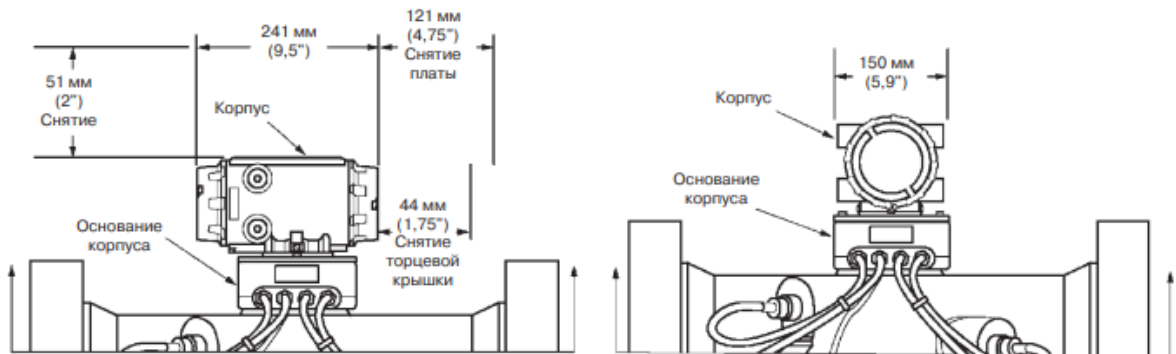 241 мм
(9,5")
121 мм
(4,75")
Снятие
платы
51 мм
(2")
Снятие
Корпус
Основание
корпуса
44 мм
(1,75")
Снятие
торцевой
крышки
150 мм
(5,9")
Корпус
Основание
корпуса